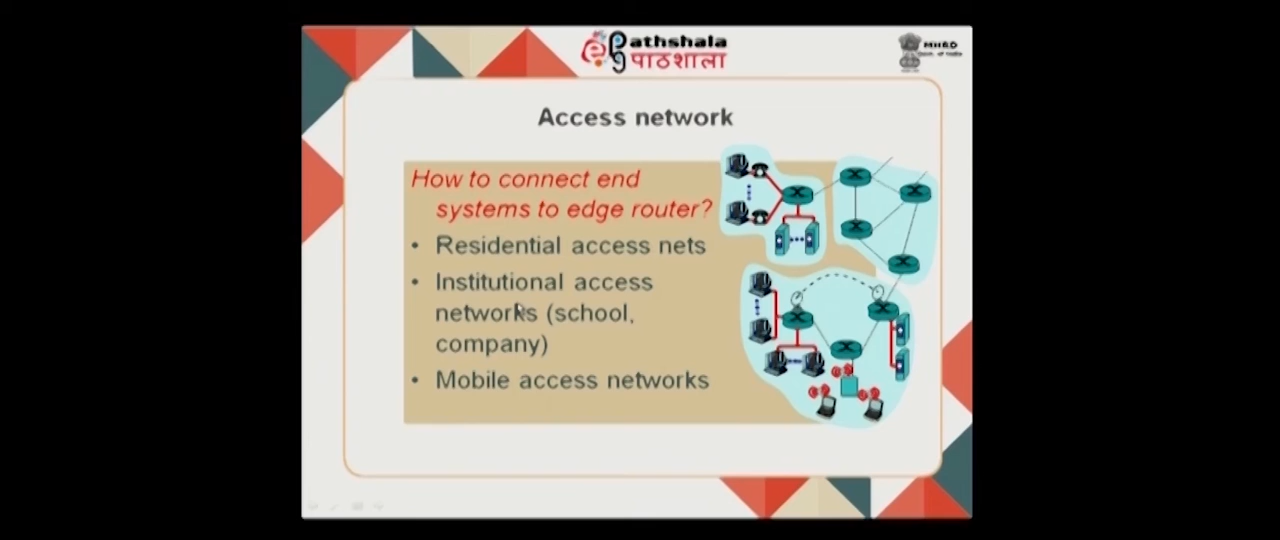 Pathshala
पाठशाला
MHRD
Access network
How to connect end
systems to edge router?
• Residential access nets
• Institutional access
networks (school,
company)
• Mobile access networks